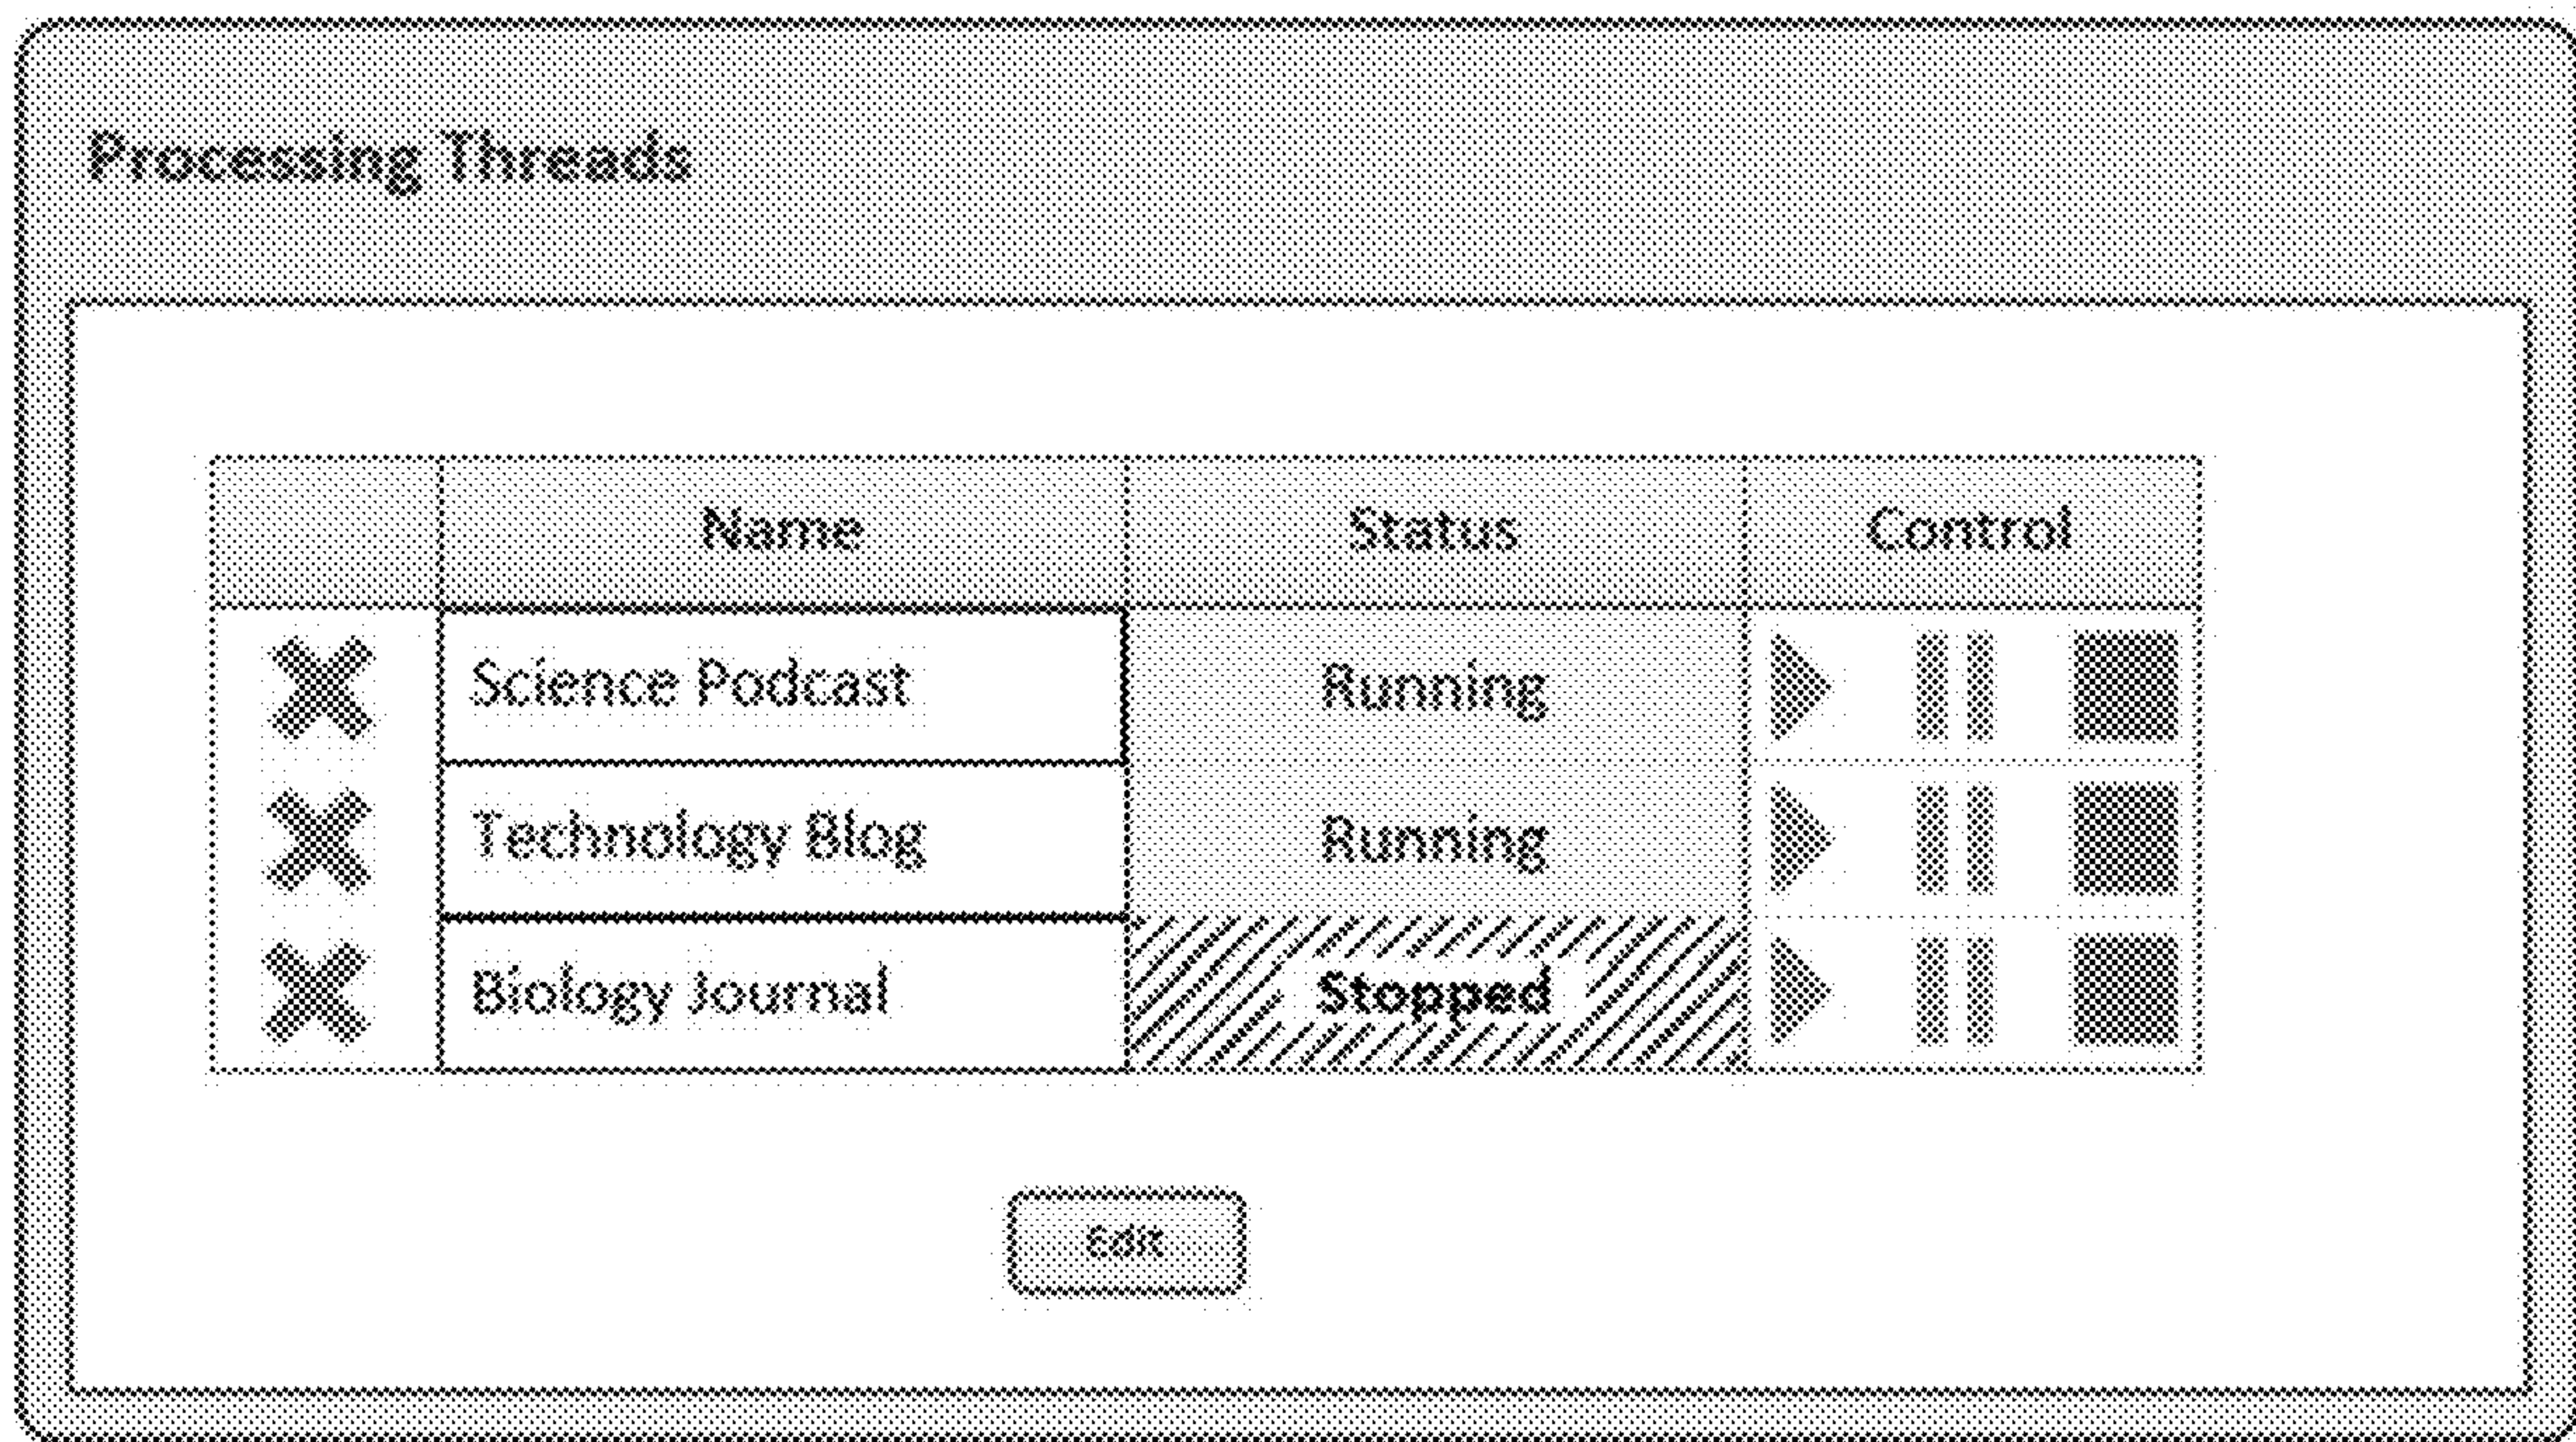 Processing Threads
Name Status Control
Science Podcast Running
Technology Blog Running
Biology Journal Stopped
Edit